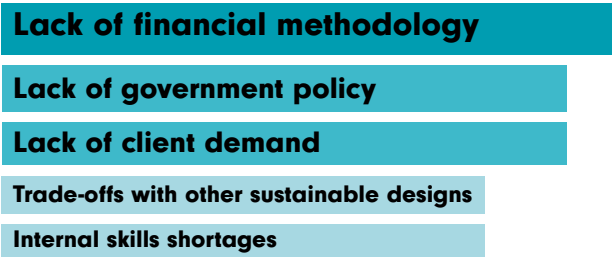 Lack of financial methodology
Lack of government policy
Lack of client demand
Trade-offs with other sustainable designs
Internal skills shortages